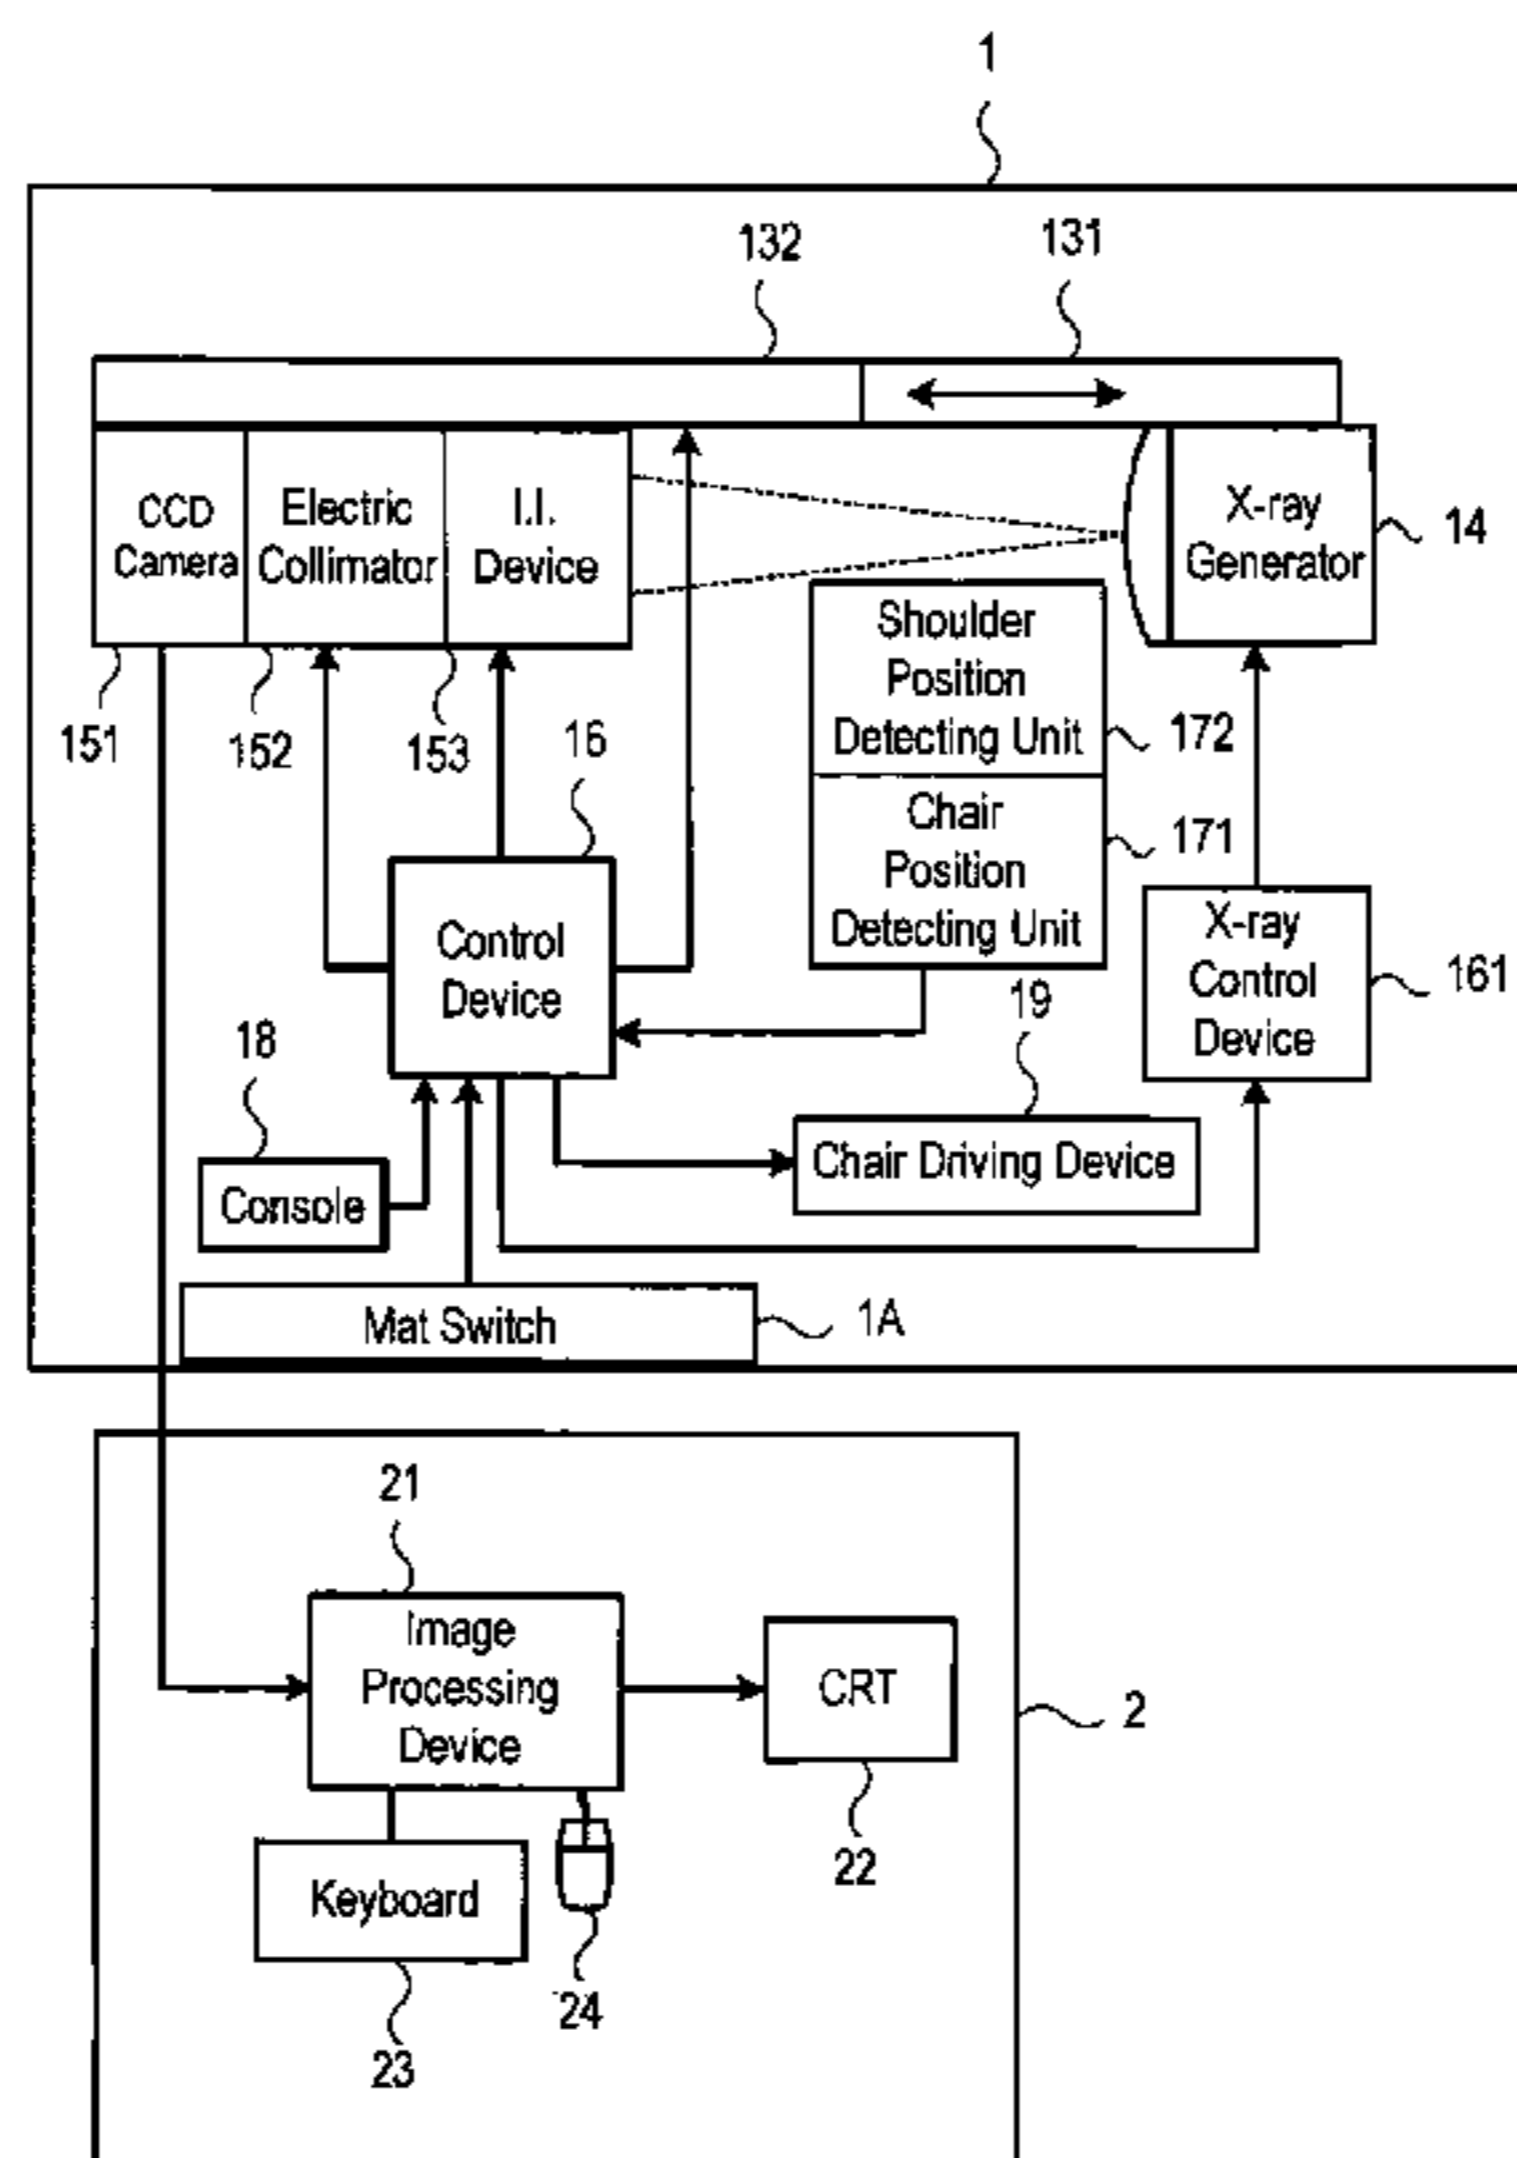 1
132
131
CCD
Camera
Electric
Collimator
I.I.
Device
X-ray
Generator
14
151
152
153
16
Shoulder
Position
Detecting Unit
172
Chair
Position
Detecting Unit
171
Control
Device
X-ray
Control
Device
161
18
19
Console
Chair Driving Device
Mat Switch
1A
21
Image
Processing
Device
CRT
2
22
Keyboard
24
23